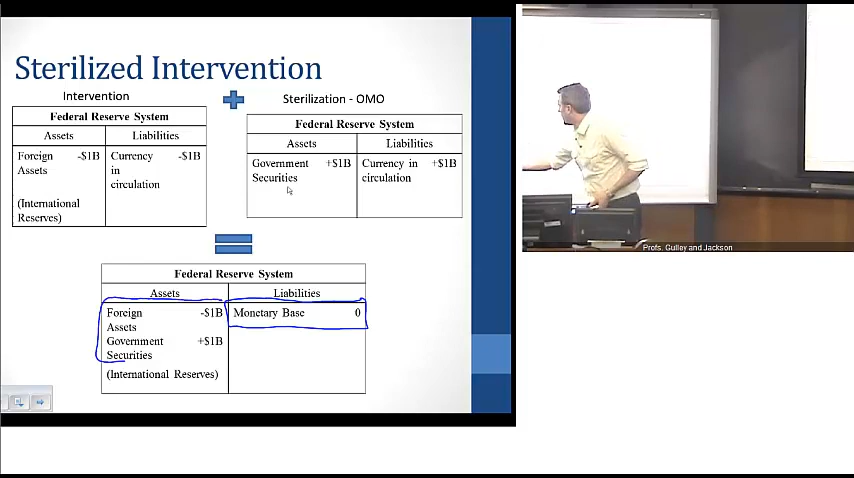 Sterilized Intervention
Intervention
Sterilization - OMO
Federal Reserve System
Assets Liabilities
Foreign -$1B Currency -$1B
Assets in
circulation
(International
Reserves)
Federal Reserve System
Assets Liabilities
Government +$1B Currency in +$1B
Securities circulation
Federal Reserve System
Assets Liabilities
Foreign -$1B Monetary Base 0
Assets
Government +$1B
Securities
(International Reserves)
Profs. Gulley and Jackson